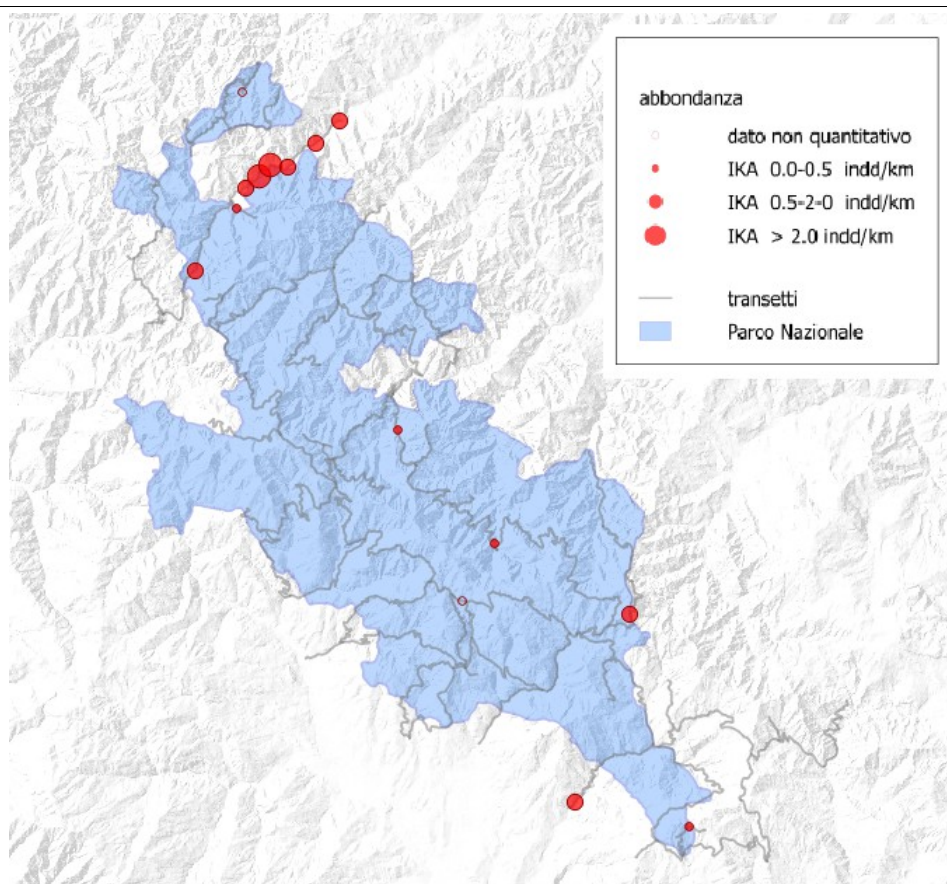 abbondanza
dato non quantitativo
IKA 0.0-0.5 indd/km
IKA 0.5-2-0 indd/km
IKA > 2.0 indd/km
transetti
Parco Nazionale